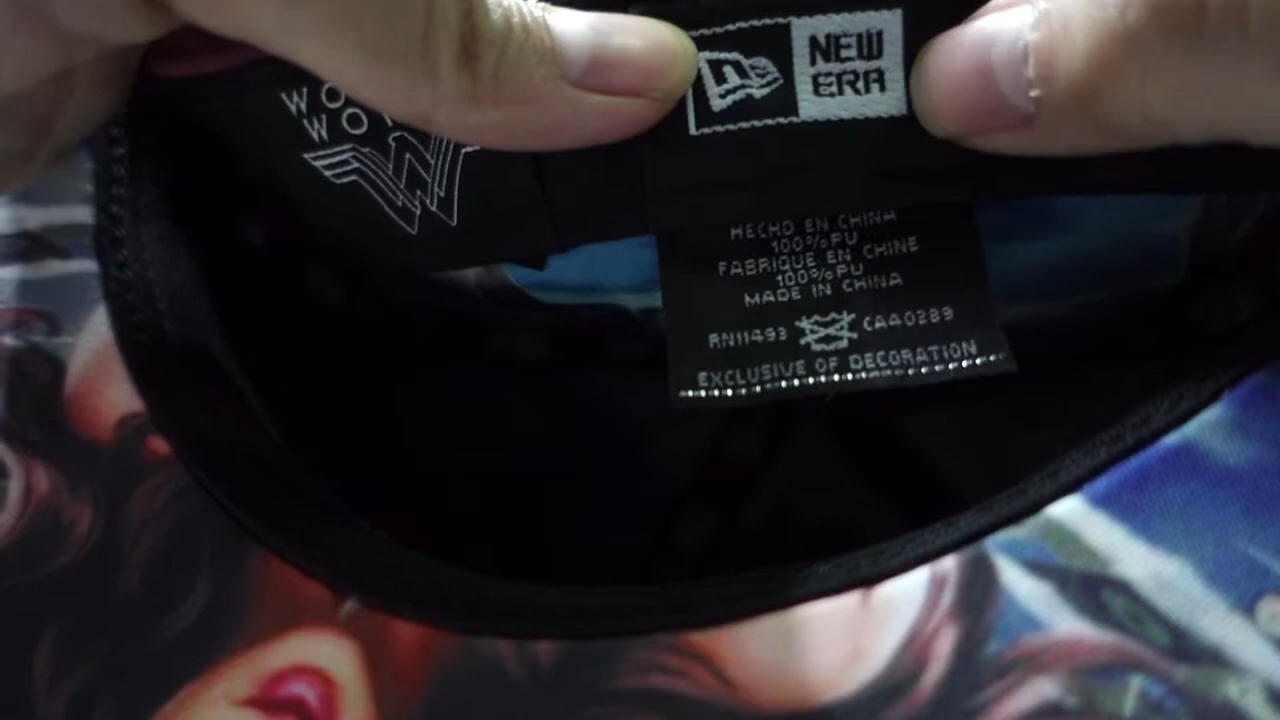 NEW
ERA
HECHO EN CHINA
100% PU
FABRIQUE EN CHINE
100% PU
MADE IN CHINA
RN11493 CA40289
EXCLUSIVE OF DECORATION